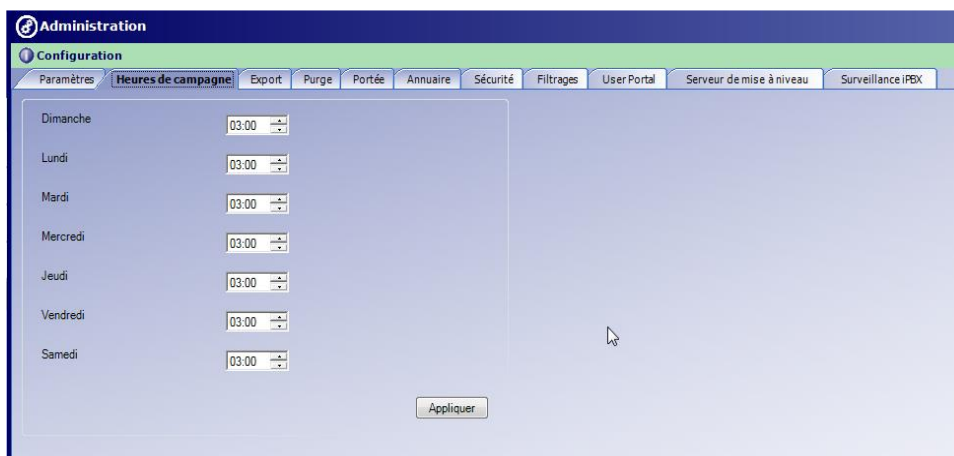 Administration
Configuration
Paramètres Heures de campagne Export Purge Portée Annuaire Sécurité Filtrages User Portal Serveur de mise à niveau Surveillance iPBX
Dimanche 03:00
Lundi 03:00
Mardi 03:00
Mercredi 03:00
Jeudi 03:00
Vendredi 03:00
Samedi 03:00
Appliquer